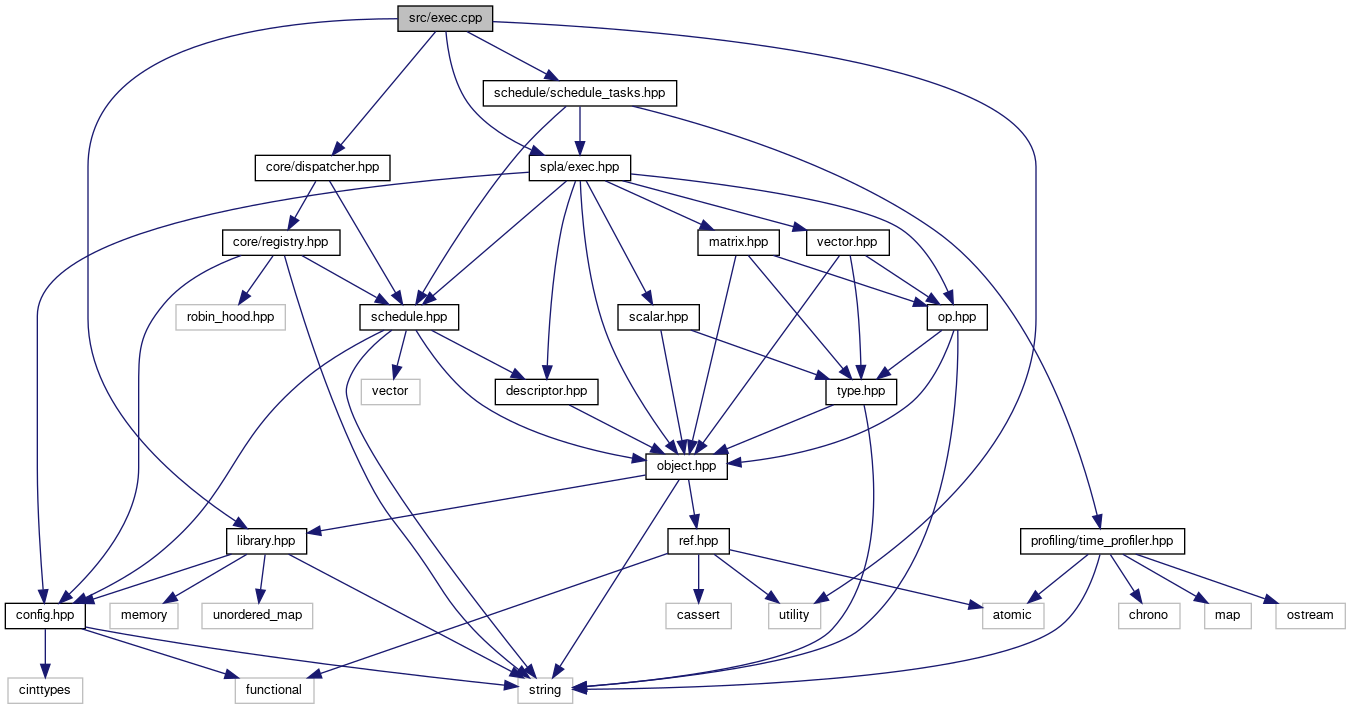 src/exec.cpp
schedule/schedule_tasks.hpp
core/dispatcher.hpp
spla/exec.hpp
core/registry.hpp
matrix.hpp
vector.hpp
robin_hood.hpp
schedule.hpp
scalar.hpp
op.hpp
vector
descriptor.hpp
type.hpp
object.hpp
library.hpp
ref.hpp
profiling/time_profiler.hpp
config.hpp
memory
unordered_map
cassert
utility
atomic
chrono
map
ostream
cinttypes
functional
string